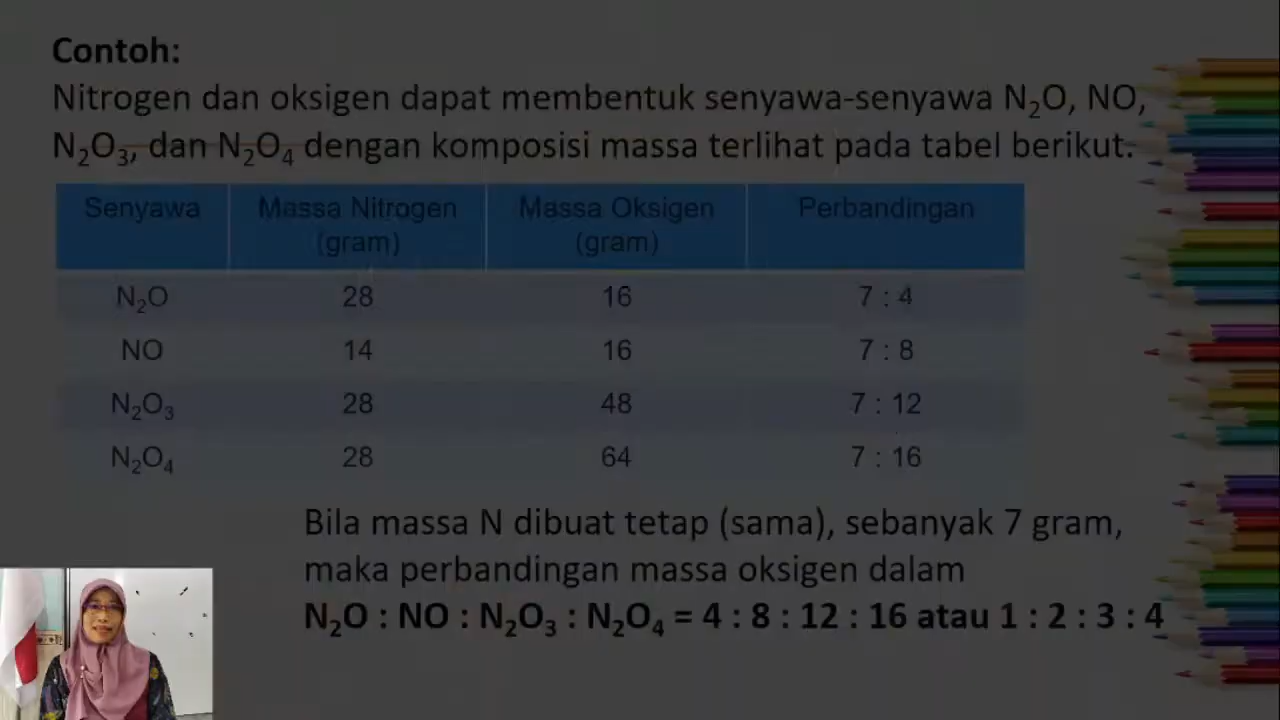 Contoh:
Nitrogen dan oksigen dapat membentuk senyawa-senyawa N₂O, NO,
N₂O₃, dan N₂O₄ dengan komposisi massa terlihat pada tabel berikut.
Senyawa Massa Nitrogen (gram) Massa Oksigen (gram) Perbandingan
N₂O 28 16 7 : 4
NO 14 16 7 : 8
N₂O₃ 28 48 7 : 12
N₂O₄ 28 64 7 : 16
Bila massa N dibuat tetap (sama), sebanyak 7 gram,
maka perbandingan massa oksigen dalam
N₂O : NO : N₂O₃ : N₂O₄ = 4 : 8 : 12 : 16 atau 1 : 2 : 3 : 4